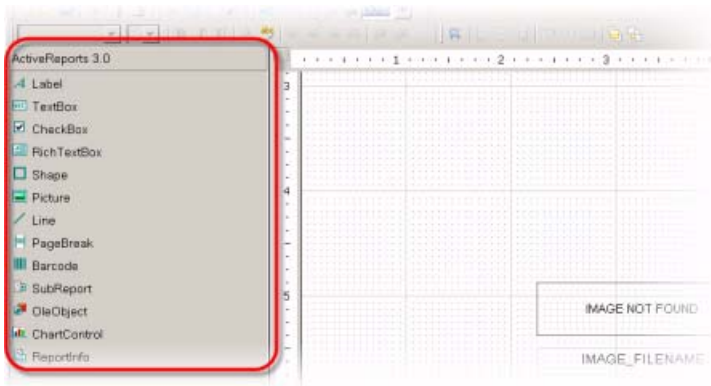 ActiveReports 3.0
Label
TextBox
CheckBox
RichTextBox
Shape
Picture
Line
PageBreak
Barcode
SubReport
OleObject
ChartControl
ReportInfo
1 2 3
3
4
5
IMAGE NOT FOUND
IMAGE_FILENAME